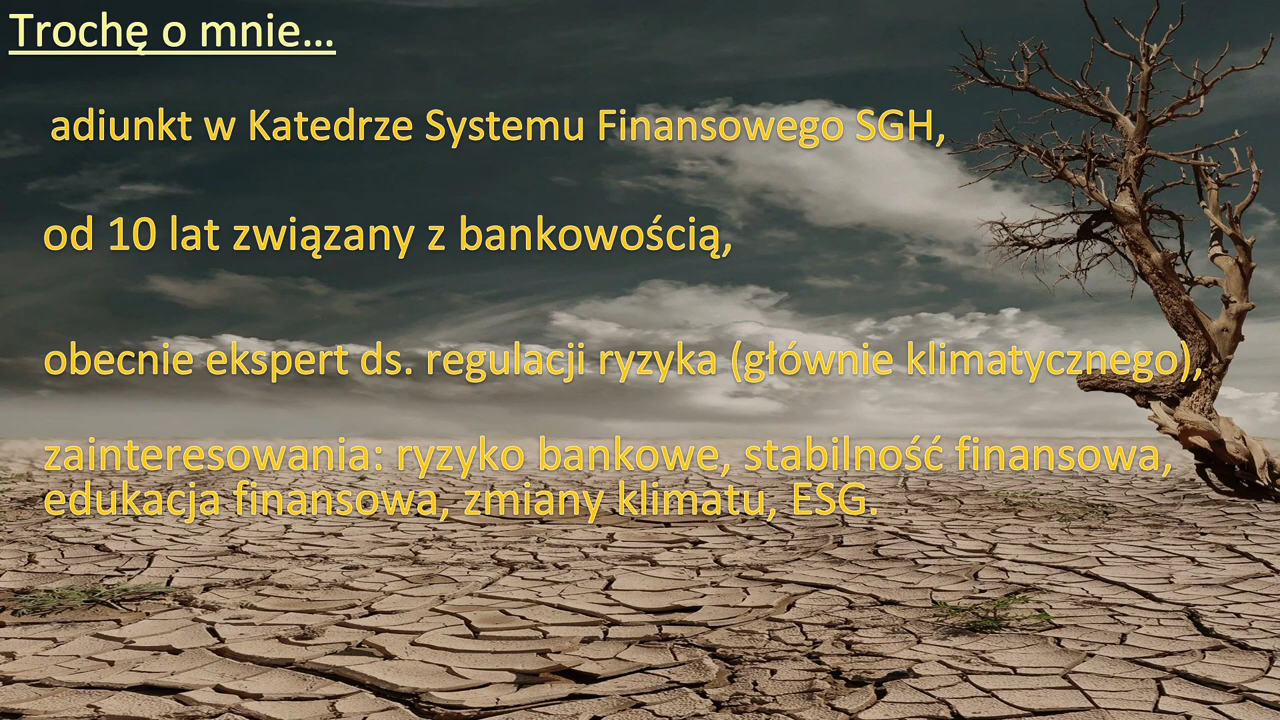 Trochę o mnie...
adiunkt w Katedrze Systemu Finansowego SGH,
od 10 lat związany z bankowością,
obecnie ekspert ds. regulacji ryzyka (głównie klimatycznego),
zainteresowania: ryzyko bankowe, stabilność finansowa,
edukacja finansowa, zmiany klimatu, ESG.